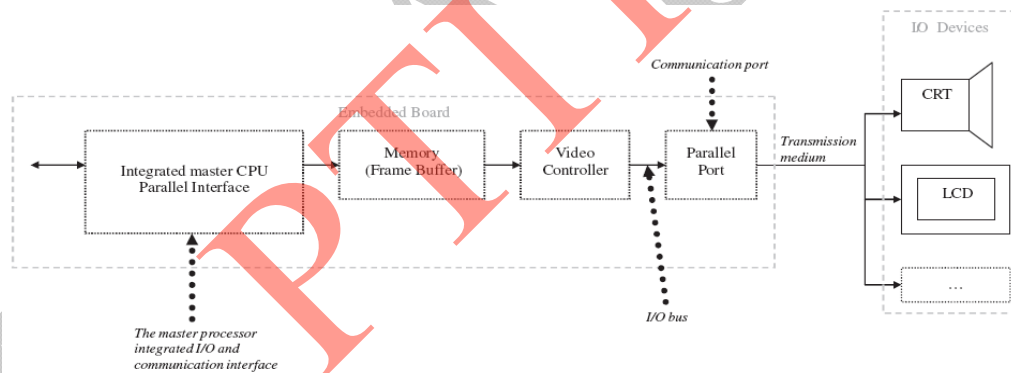 I/O Devices
Communication port
CRT
Embedded Board
Integrated master CPU
Parallel Interface
Memory
(Frame Buffer)
Video
Controller
Parallel
Port
Transmission
medium
LCD
...
I/O bus
The master processor
integrated I/O and
communication interface